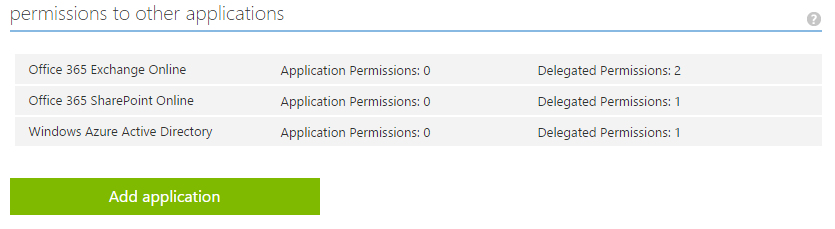 permissions to other applications
?
Office 365 Exchange Online Application Permissions: 0 Delegated Permissions: 2
Office 365 SharePoint Online Application Permissions: 0 Delegated Permissions: 1
Windows Azure Active Directory Application Permissions: 0 Delegated Permissions: 1
Add application